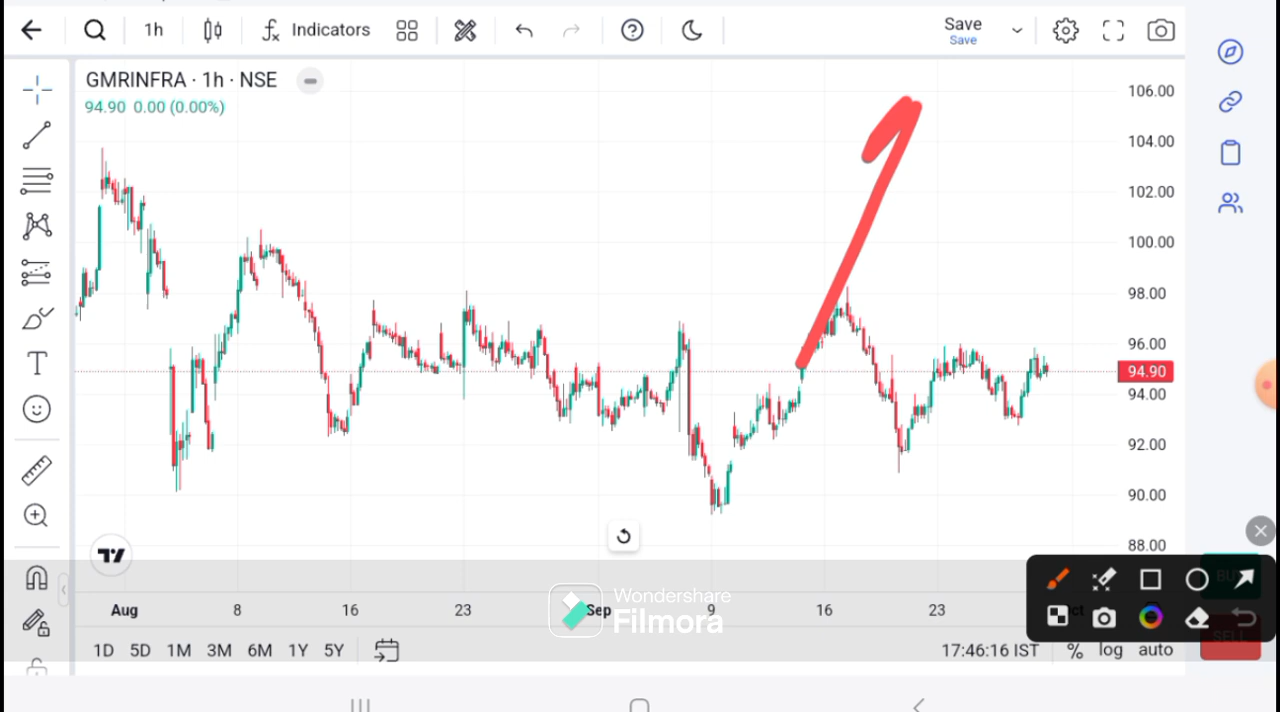 1h
Indicators
Save
Save
GMRINFRA · 1h · NSE
94.90 0.00 (0.00%)
106.00
104.00
102.00
100.00
98.00
96.00
94.90
94.00
92.00
90.00
88.00
Wondershare
Filmora
Aug 8 16 23 Sep 9 16 23
1D 5D 1M 3M 6M 1Y 5Y
17:46:16 IST % log auto
SELL